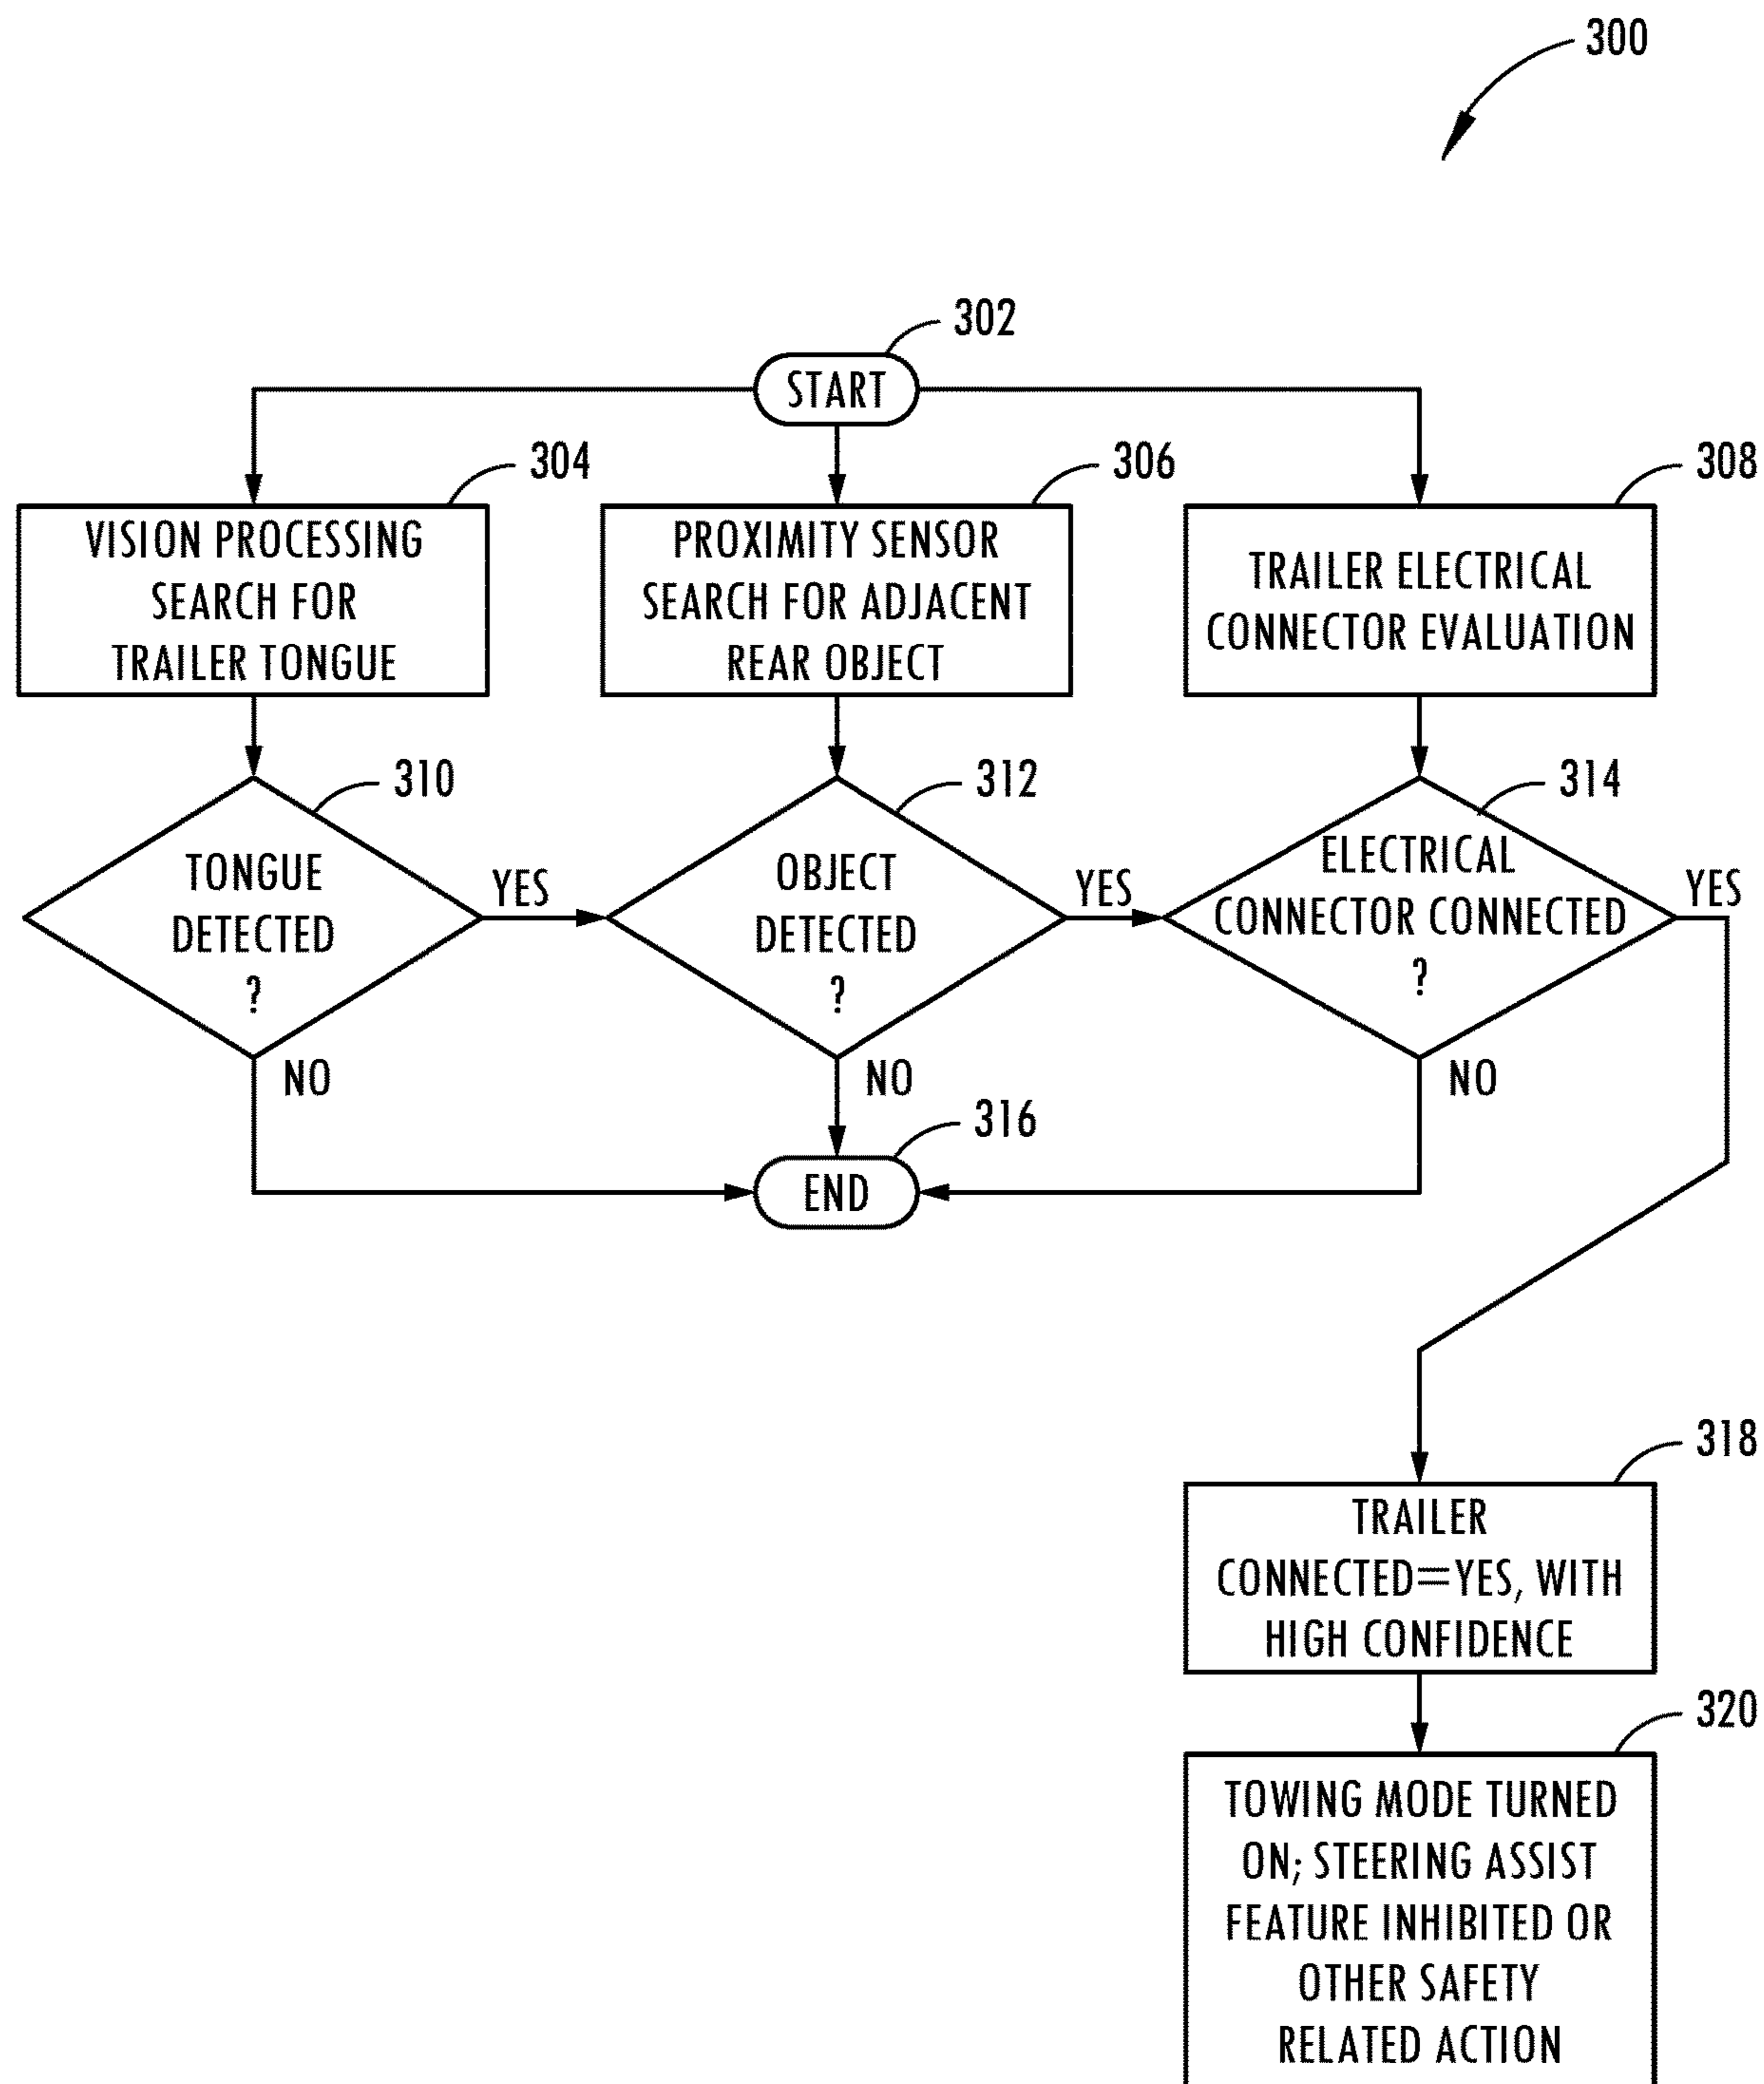 300
302
START
304
306
308
VISION PROCESSING
SEARCH FOR
TRAILER TONGUE
PROXIMITY SENSOR
SEARCH FOR ADJACENT
REAR OBJECT
TRAILER ELECTRICAL
CONNECTOR EVALUATION
310
312
314
TONGUE
DETECTED
?
YES
OBJECT
DETECTED
?
YES
ELECTRICAL
CONNECTOR CONNECTED
?
YES
NO
NO
NO
316
END
318
TRAILER
CONNECTED=YES, WITH
HIGH CONFIDENCE
320
TOWING MODE TURNED
ON; STEERING ASSIST
FEATURE INHIBITED OR
OTHER SAFETY
RELATED ACTION